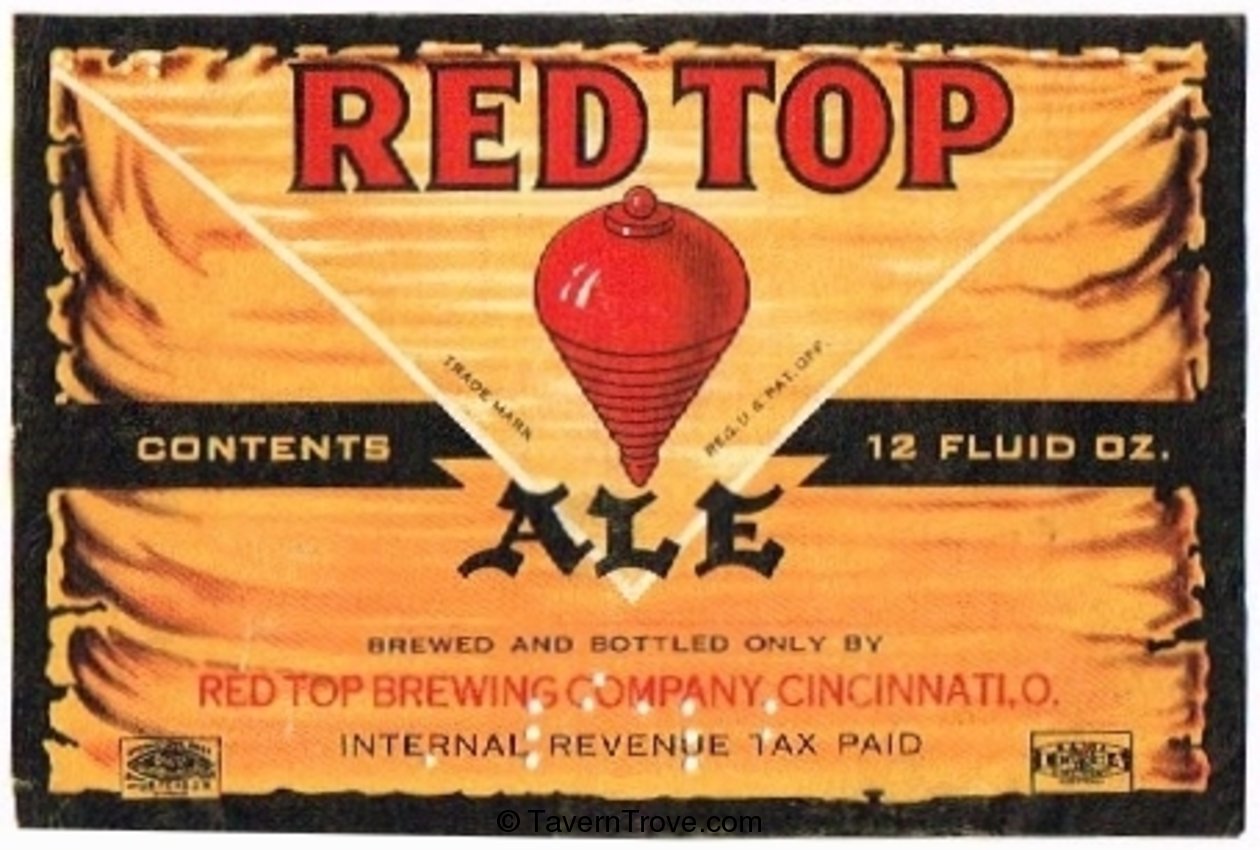 RED TOP
TRADE MARK
REG. U. S. PAT. OFF.
CONTENTS
12 FLUID OZ.
ALE
BREWED AND BOTTLED ONLY BY
RED TOP BREWING COMPANY, CINCINNATI, O.
INTERNAL REVENUE TAX PAID
© TavernTrove.com